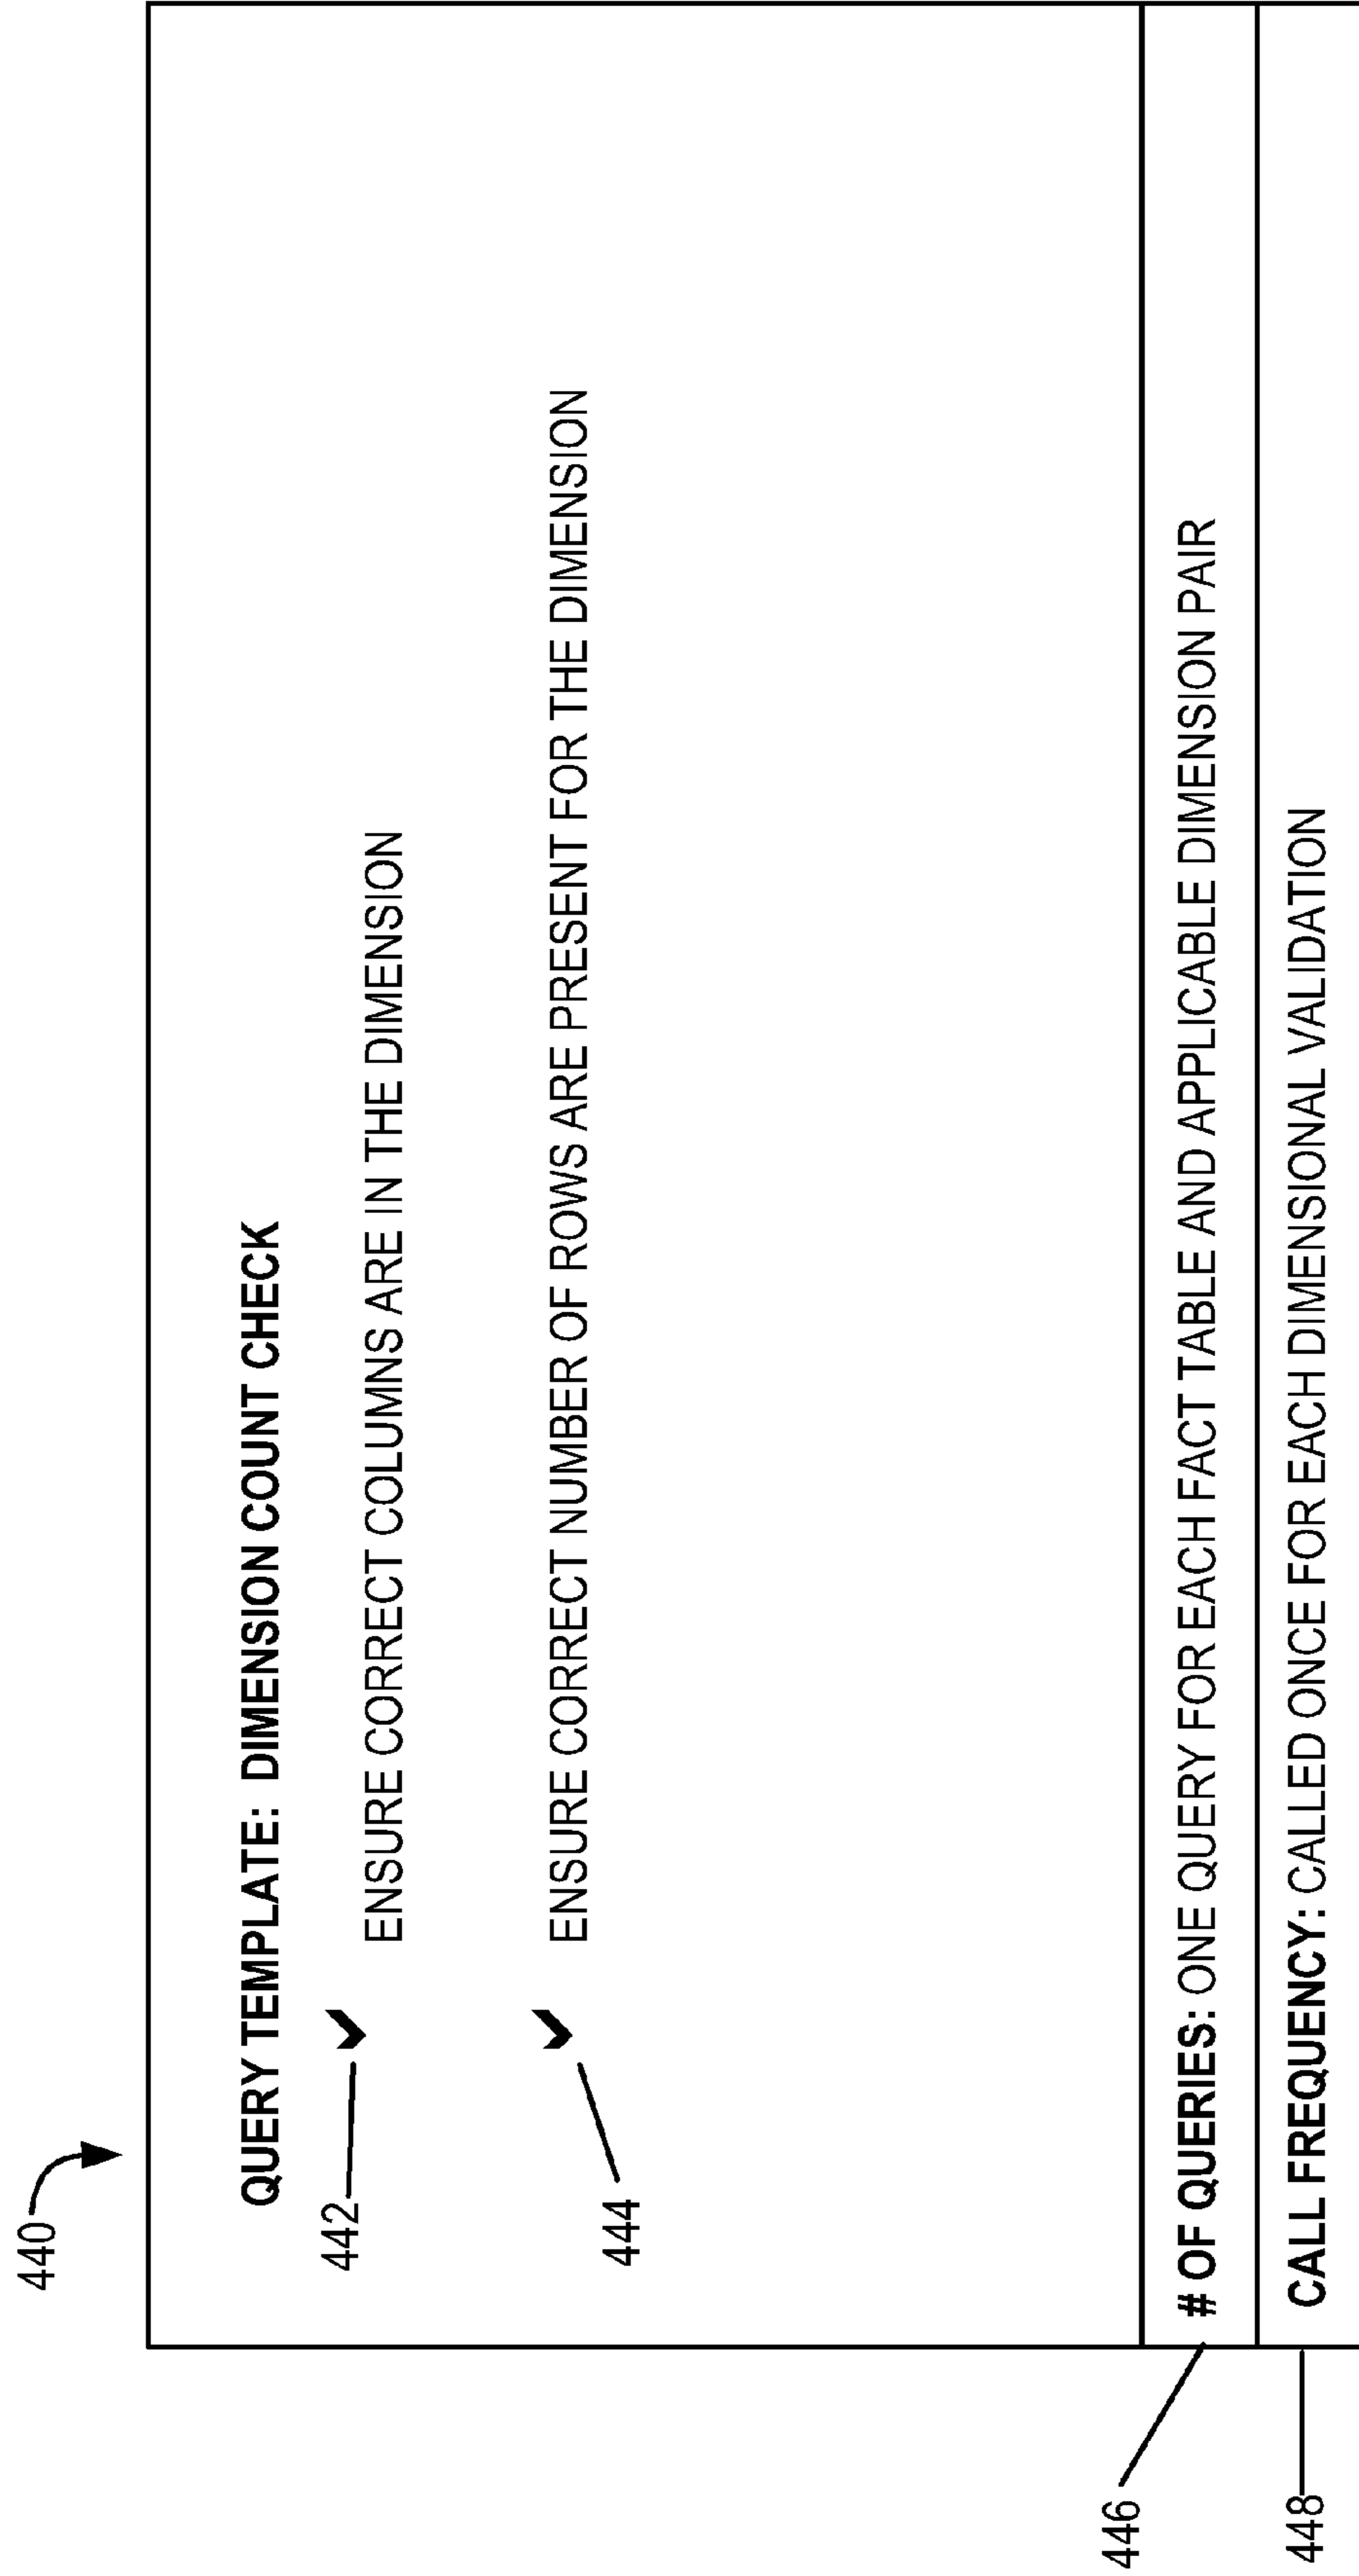 440
QUERY TEMPLATE: DIMENSION COUNT CHECK
442
ENSURE CORRECT COLUMNS ARE IN THE DIMENSION
444
ENSURE CORRECT NUMBER OF ROWS ARE PRESENT FOR THE DIMENSION
446
# OF QUERIES: ONE QUERY FOR EACH FACT TABLE AND APPLICABLE DIMENSION PAIR
448
CALL FREQUENCY: CALLED ONCE FOR EACH DIMENSIONAL VALIDATION